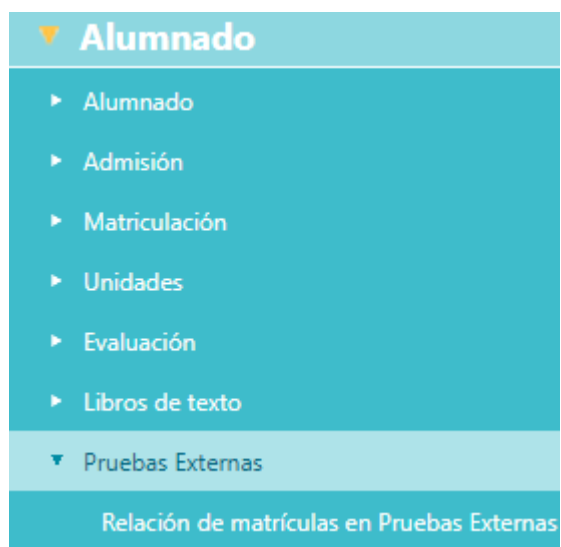 Alumnado
Alumnado
Admisión
Matriculación
Unidades
Evaluación
Libros de texto
Pruebas Externas
Relación de matrículas en Pruebas Externas